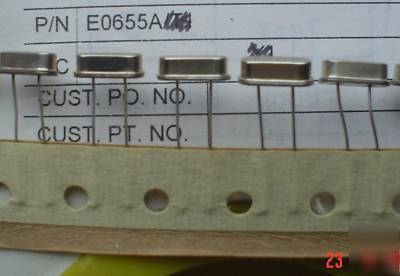 P/N E0655A
C
CUST. PO. NO.
CUST. PT. NO.
23